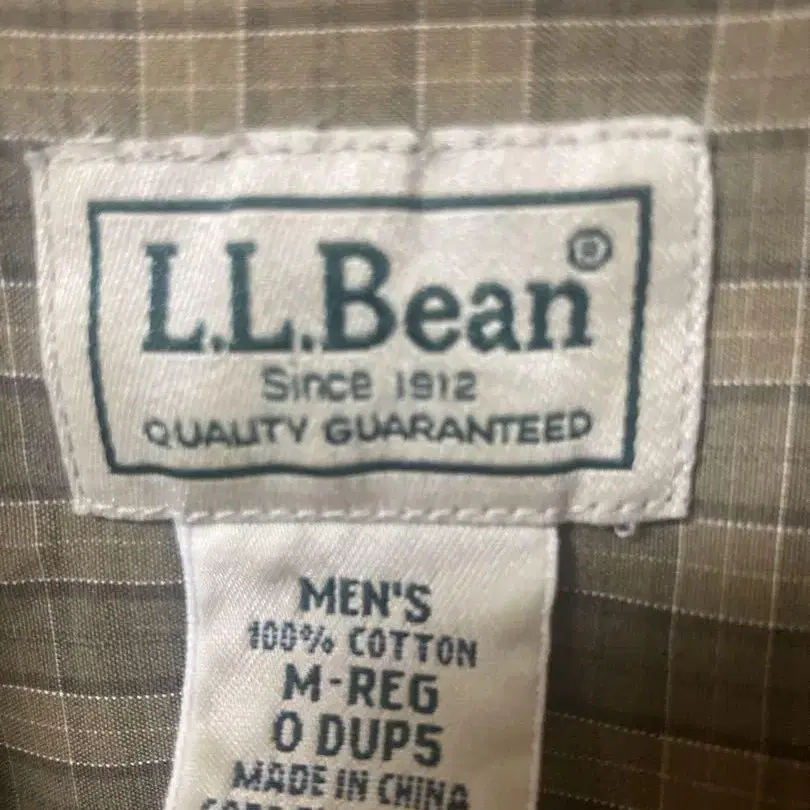 L.L.Bean®
Since 1912
QUALITY GUARANTEED
MEN'S
100% COTTON
M-REG
0 DUP5
MADE IN CHINA